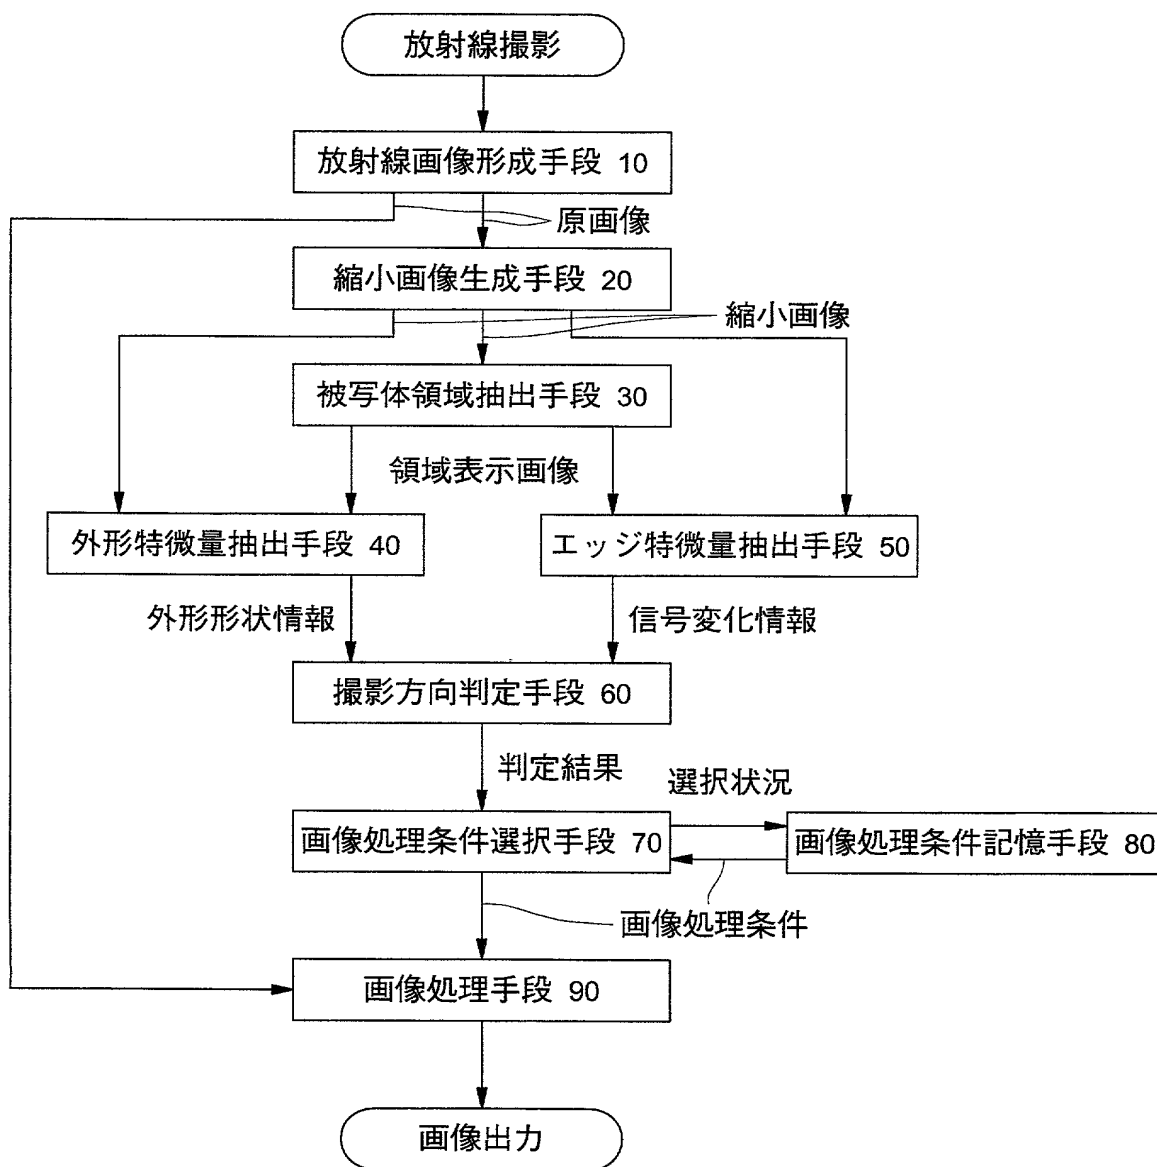 放射線撮影
放射線画像形成手段 10
原画像
縮小画像生成手段 20
縮小画像
被写体領域抽出手段 30
領域表示画像
外形特微量抽出手段 40
エッジ特微量抽出手段 50
外形形状情報
信号変化情報
撮影方向判定手段 60
判定結果
選択状況
画像処理条件選択手段 70
画像処理条件記憶手段 80
画像処理条件
画像処理手段 90
画像出力